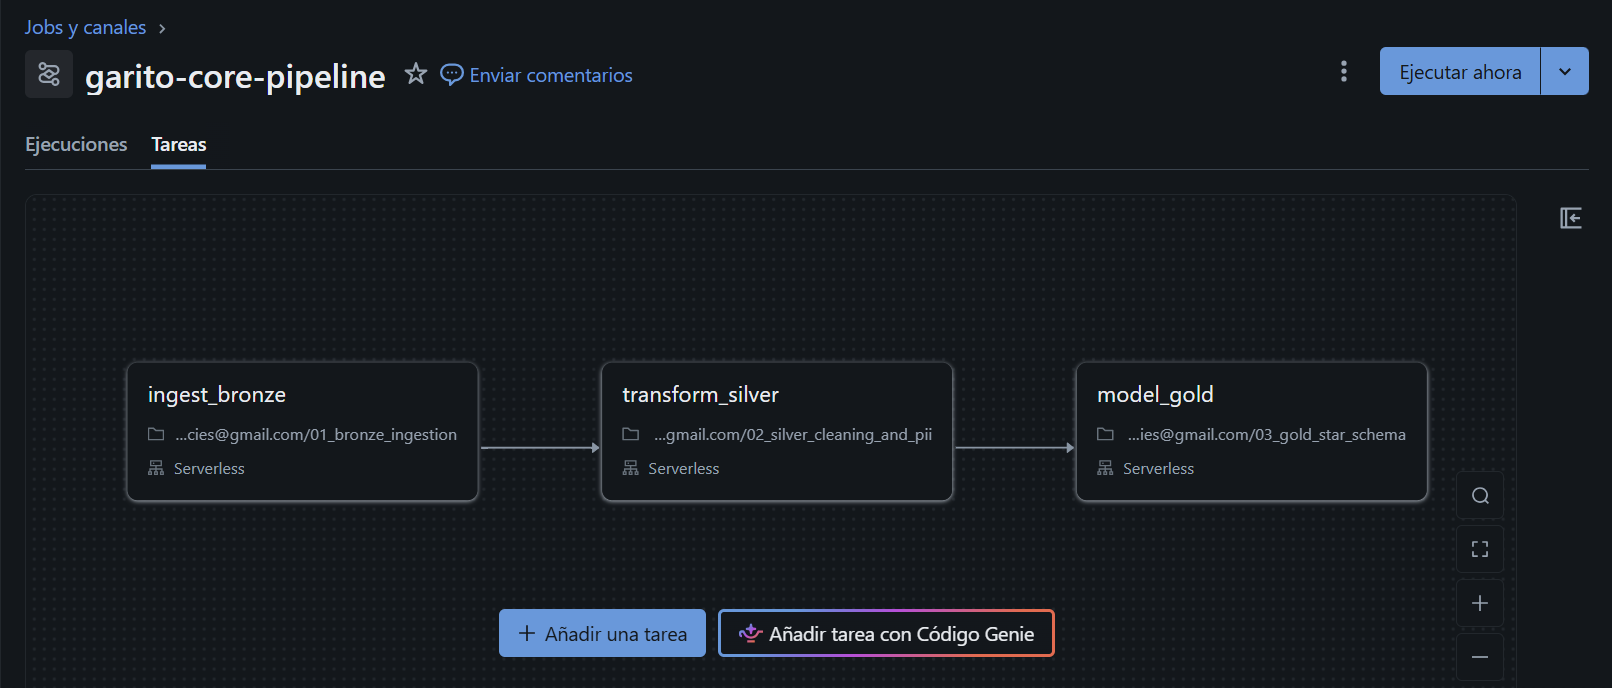 Jobs y canales
garito-core-pipeline
Enviar comentarios
Ejecutar ahora
Ejecuciones
Tareas
ingest_bronze
...cies@gmail.com/01_bronze_ingestion
Serverless
transform_silver
...gmail.com/02_silver_cleaning_and_pii
Serverless
model_gold
...ies@gmail.com/03_gold_star_schema
Serverless
Añadir una tarea
Añadir tarea con Código Genie